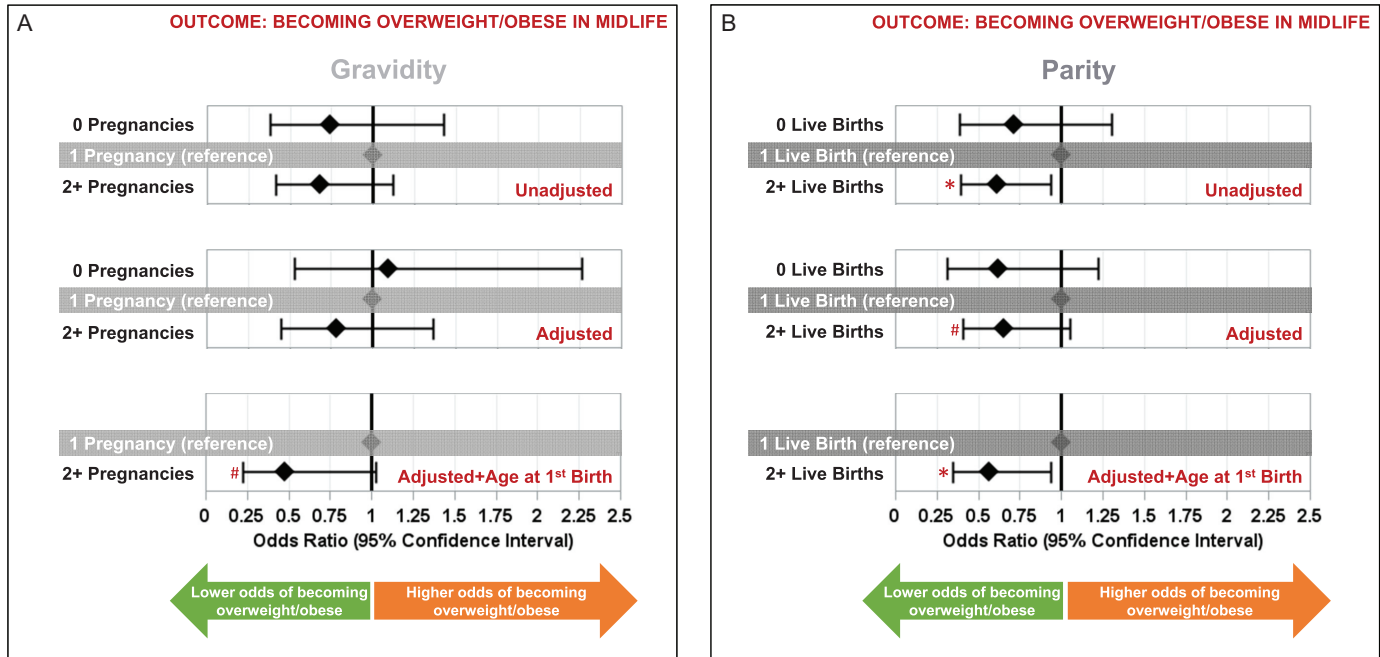 A
OUTCOME: BECOMING OVERWEIGHT/OBESE IN MIDLIFE
Gravidity
0 Pregnancies
1 Pregnancy (reference)
2+ Pregnancies
Unadjusted
0 Pregnancies
1 Pregnancy (reference)
2+ Pregnancies
Adjusted
1 Pregnancy (reference)
2+ Pregnancies
#
Adjusted+Age at 1st Birth
0 0.25 0.5 0.75 1 1.25 1.5 1.75 2 2.25 2.5
Odds Ratio (95% Confidence Interval)
Lower odds of becoming
overweight/obese
Higher odds of becoming
overweight/obese
B
OUTCOME: BECOMING OVERWEIGHT/OBESE IN MIDLIFE
Parity
0 Live Births
1 Live Birth (reference)
2+ Live Births
*
Unadjusted
0 Live Births
1 Live Birth (reference)
2+ Live Births
#
Adjusted
1 Live Birth (reference)
2+ Live Births
*
Adjusted+Age at 1st Birth
0 0.25 0.5 0.75 1 1.25 1.5 1.75 2 2.25 2.5
Odds Ratio (95% Confidence Interval)
Lower odds of becoming
overweight/obese
Higher odds of becoming
overweight/obese